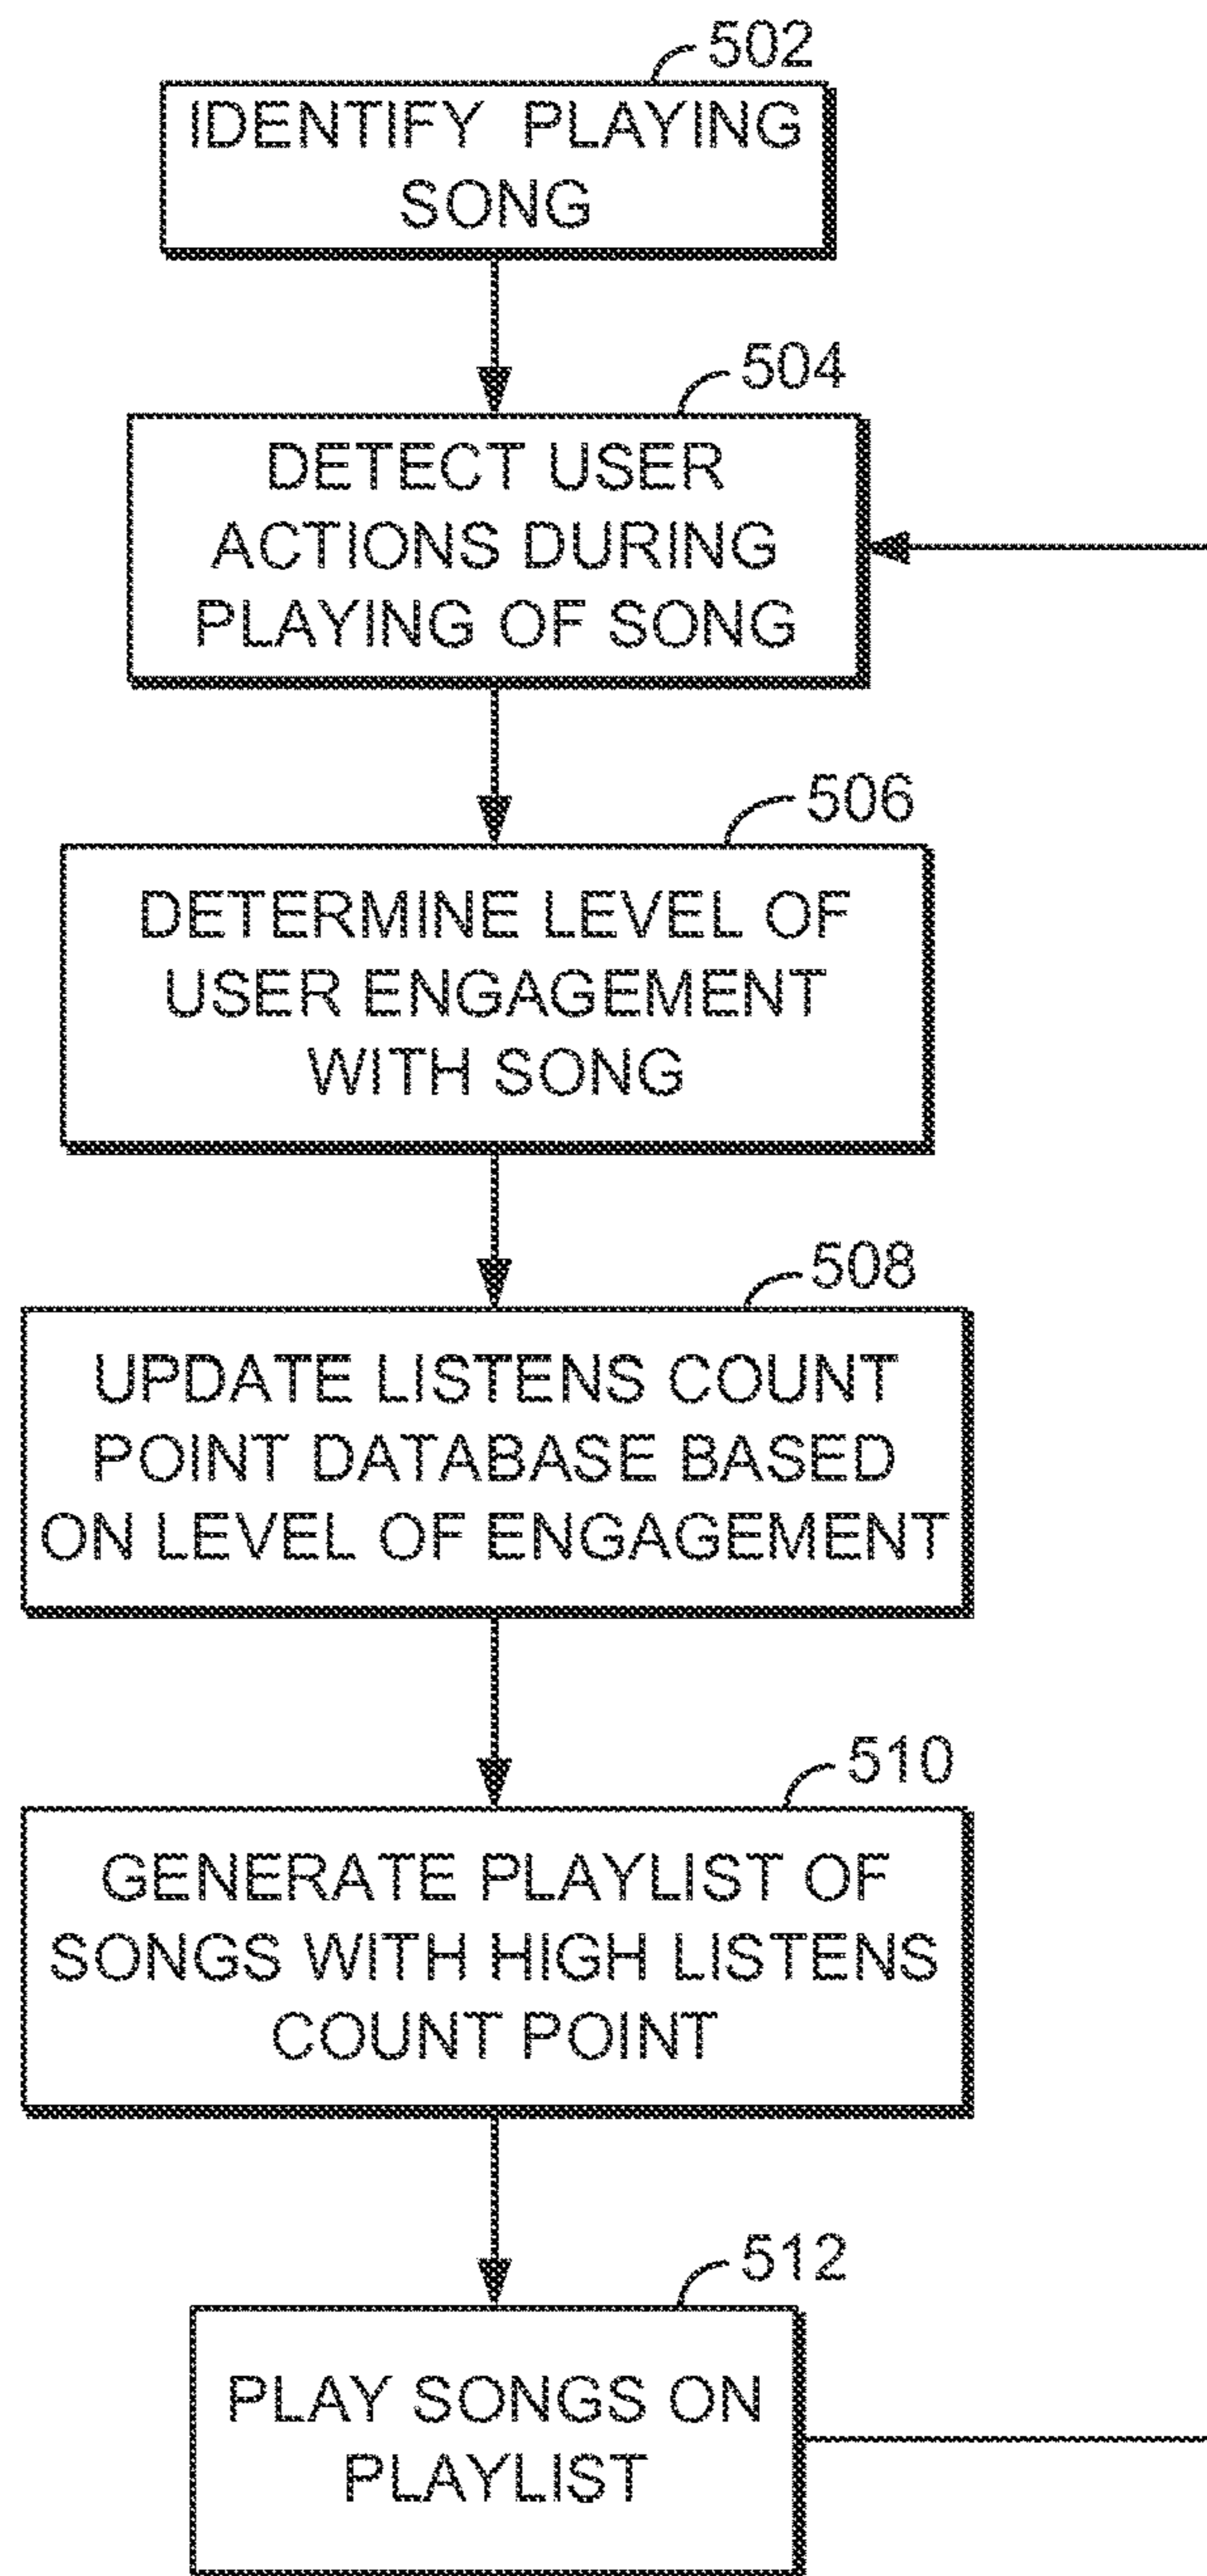 502
IDENTIFY PLAYING
SONG
504
DETECT USER
ACTIONS DURING
PLAYING OF SONG
506
DETERMINE LEVEL OF
USER ENGAGEMENT
WITH SONG
508
UPDATE LISTENS COUNT
POINT DATABASE BASED
ON LEVEL OF ENGAGEMENT
510
GENERATE PLAYLIST OF
SONGS WITH HIGH LISTENS
COUNT POINT
512
PLAY SONGS ON
PLAYLIST